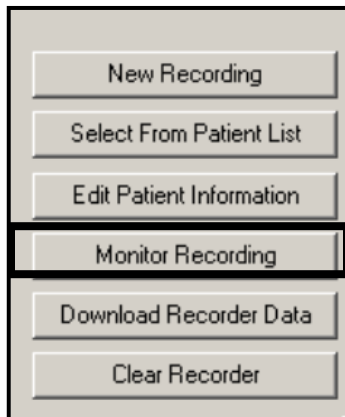 New Recording
Select From Patient List
Edit Patient Information
Monitor Recording
Download Recorder Data
Clear Recorder